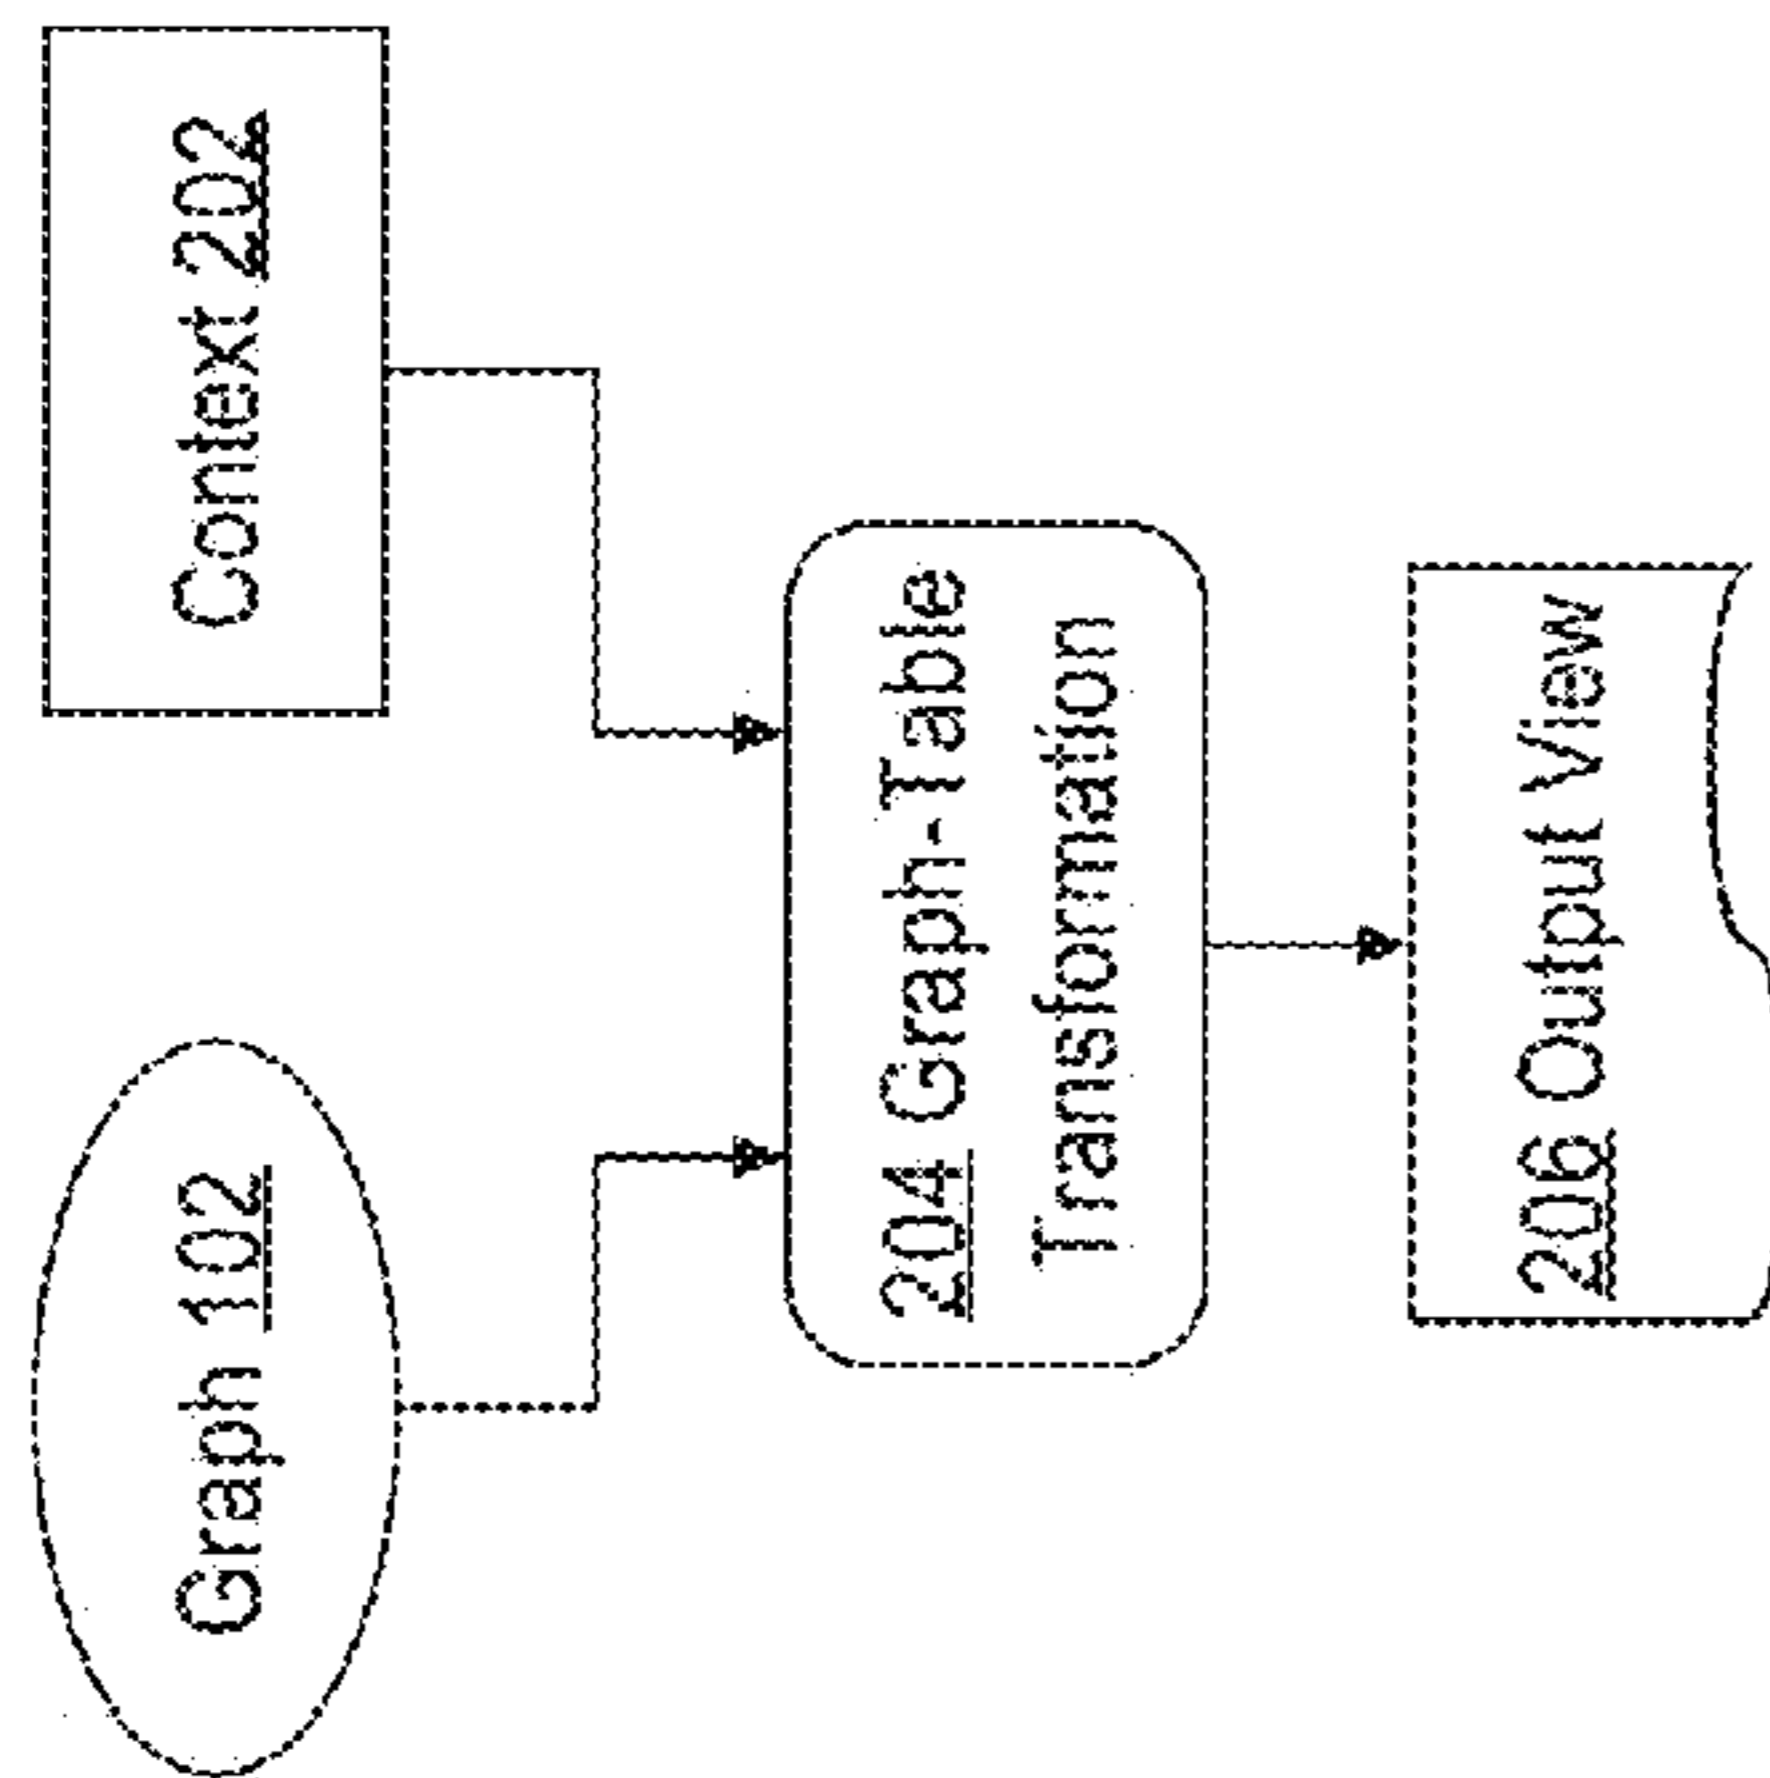 Graph 102
Context 202
204 Graph-Table
Transformation
206 Output View